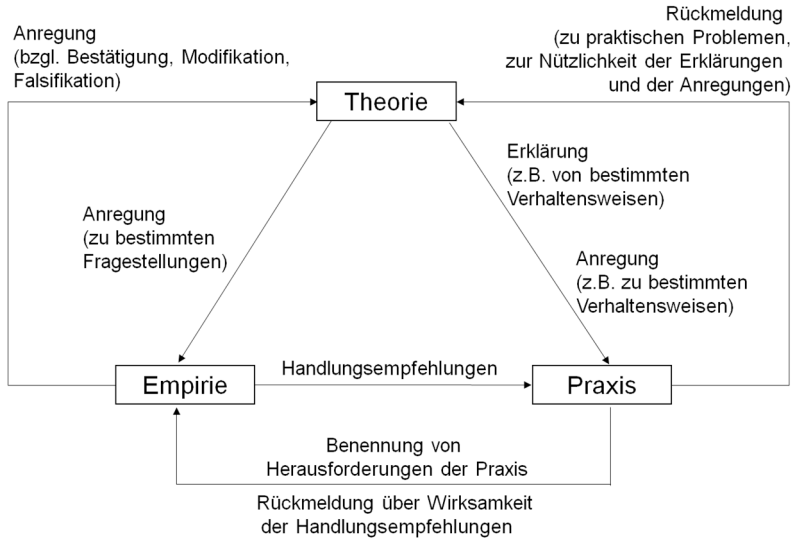 Anregung
(bzgl. Bestätigung, Modifikation,
Falsifikation)
Rückmeldung
(zu praktischen Problemen,
zur Nützlichkeit der Erklärungen
und der Anregungen)
Theorie
Erklärung
(z.B. von bestimmten
Verhaltensweisen)
Anregung
(zu bestimmten
Fragestellungen)
Anregung
(z.B. zu bestimmten
Verhaltensweisen)
Empirie
Handlungsempfehlungen
Praxis
Benennung von
Herausforderungen der Praxis
Rückmeldung über Wirksamkeit
der Handlungsempfehlungen